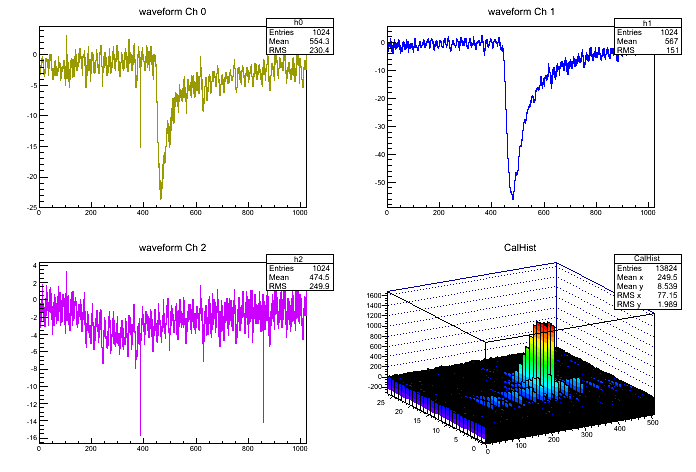 waveform Ch 0
h0
Entries 1024
Mean 554.3
RMS 230.4
0
-5
-10
-15
-20
-25
0 200 400 600 800 1000
waveform Ch 1
h1
Entries 1024
Mean 567
RMS 151
0
-10
-20
-30
-40
-50
0 200 400 600 800 1000
waveform Ch 2
h2
Entries 1024
Mean 474.5
RMS 249.9
4
2
0
-2
-4
-6
-8
-10
-12
-14
-16
0 200 400 600 800 1000
CalHist
CalHist
Entries 13824
Mean x 249.5
Mean y 8.539
RMS x 77.15
RMS y 1.989
1600
1400
1200
1000
800
600
400
200
0
-200
25
20
15
10
5
0
0 100 200 300 400 500